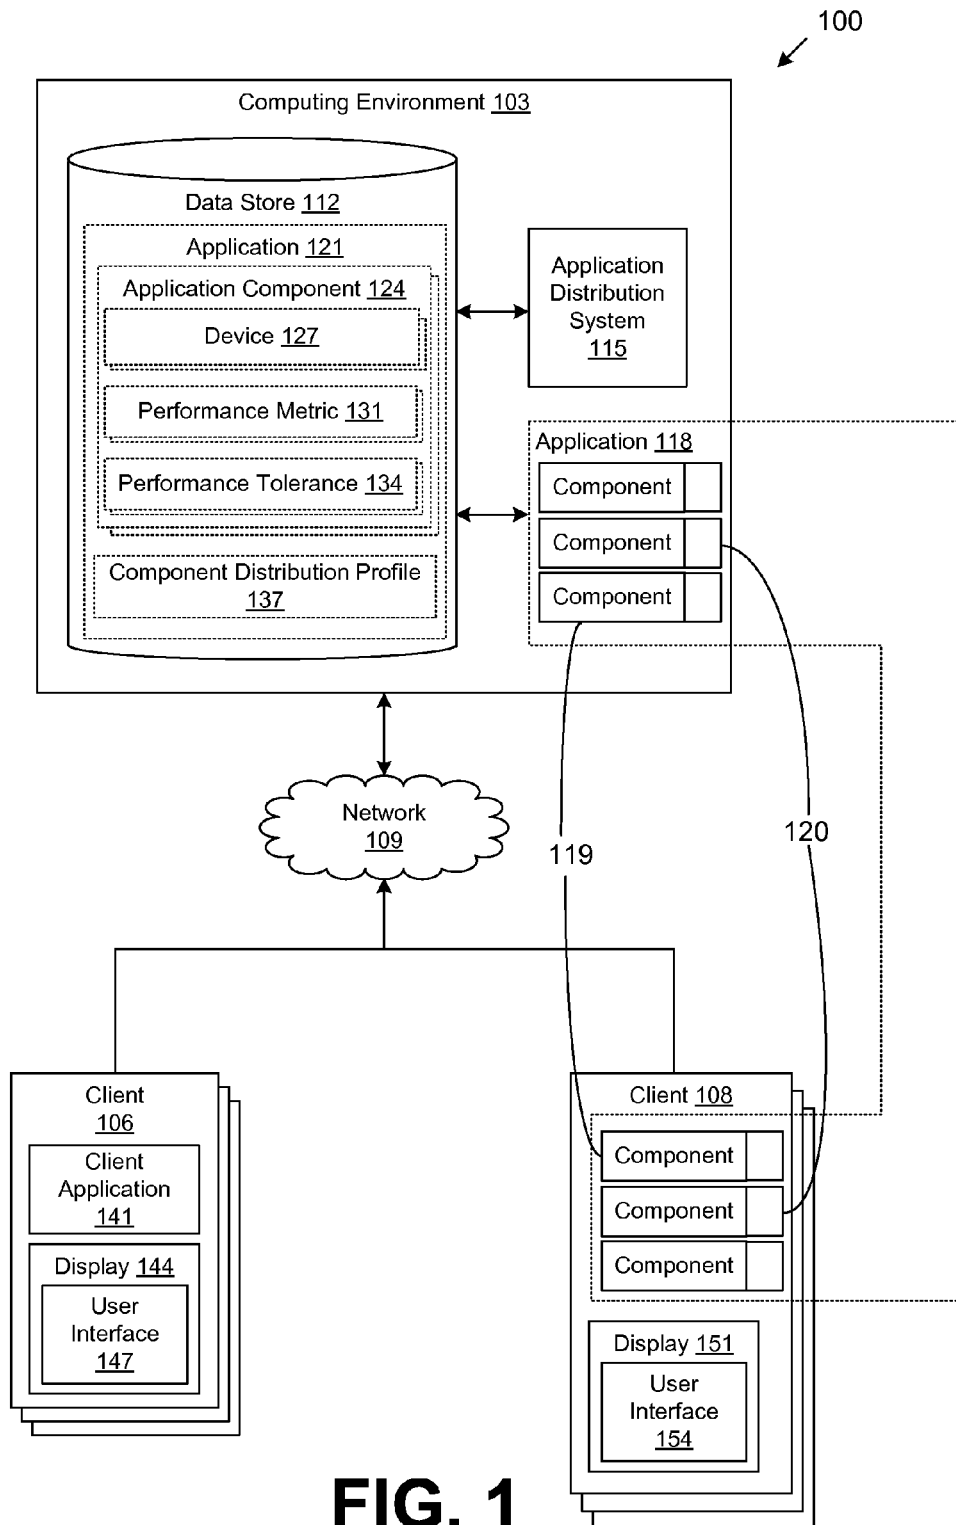 100
Computing Environment 103
Data Store 112
Application 121
Application Component 124
Device 127
Performance Metric 131
Performance Tolerance 134
Component Distribution Profile
137
Application
Distribution
System
115
Application 118
Component
Component
Component
Network
109
119
120
Client
106
Client
Application
141
Display 144
User
Interface
147
Client 108
Component
Component
Component
Display 151
User
Interface
154
FIG. 1